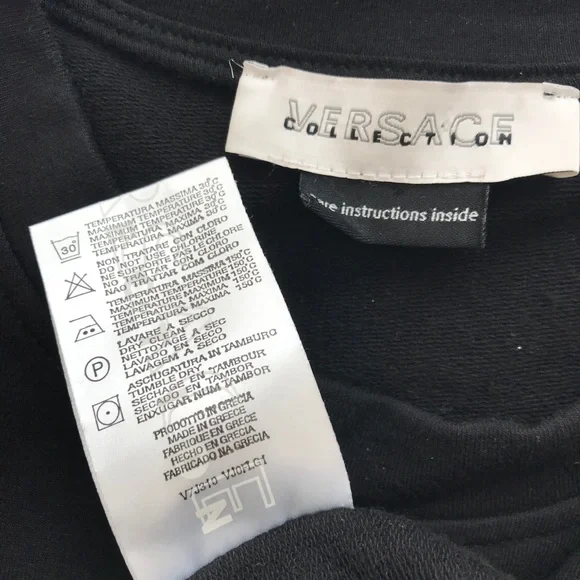 VERSACE
COLLECTION
care instructions inside
TEMPERATURA MASSIMA 30°C
MAXIMUM TEMPERATURE 30°C
MAXIMUM TEMPERATURE 30°C
TEMPERATURA MAXIMA 30°C
TEMPERATURA MAXIMA 30°C
30°
NON TRATARE COM CLORO
DO NOT USE CHLORINE
NE SUPPORTE PAS LE CLORE
NO TRATAR CON CLORO
NÃO TRATAR COM CLORO
TEMPERATURA MASSIMA 150°C
MAXIMUM TEMPERATURE 150°C
MAXIMUM TEMPERATURE 150°C
TEMPERATURA MAXIMA 150°C
TEMPERATURA MAXIMA 150°C
LAVARE A SECCO
DRY CLEAN
NETTOYAGE A SEC
LAVADO EN SECO
LAVAGEM A SECO
P
ASCIUGATURA IN TAMBURO
TUMBLE DRY
SECHAGE EN TAMBOUR
SECADO EN TAMBOR
ENXUGAR NUM TAMBOR
PRODOTTO IN GRECIA
MADE IN GREECE
FABRIQUE EN GRECE
HECHO EN GRECIA
FABRICADO NA GRECIA